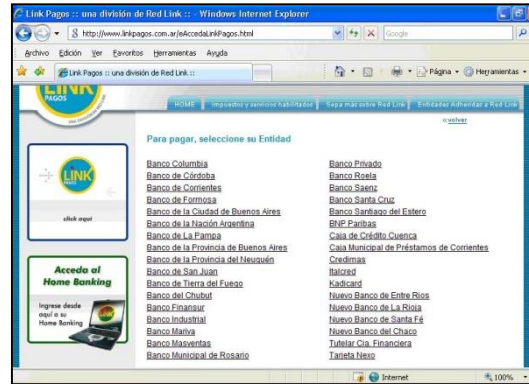 Link Pagos :: una división de Red Link :: - Windows Internet Explorer
http://www.linkpagos.com.ar/eAccedaLinkPagos.html
Google
Archivo Edición Ver Favoritos Herramientas Ayuda
Link Pagos :: una división de Red Link ::
Página Herramientas
LINK
PAGOS
HOME Impuestos y servicios habilitados Sepa más sobre Red Link Entidades Adheridas a Red Link
volver
Para pagar, seleccione su Entidad
Banco Columbia
Banco de Córdoba
Banco de Corrientes
Banco de Formosa
Banco de la Ciudad de Buenos Aires
Banco de la Nación Argentina
Banco de La Pampa
Banco de la Provincia de Buenos Aires
Banco de la Provincia del Neuquén
Banco de San Juan
Banco de Tierra del Fuego
Banco del Chubut
Banco Finansur
Banco Industrial
Banco Mariva
Banco Masventas
Banco Municipal de Rosario
Banco Privado
Banco Roela
Banco Saenz
Banco Santa Cruz
Banco Santiago del Estero
BNP Paribas
Caja de Crédito Cuenca
Caja Municipal de Préstamos de Corrientes
Credimas
Italcred
Kadicard
Nuevo Banco de Entre Rios
Nuevo Banco de La Rioja
Nuevo Banco de Santa Fé
Nuevo Banco del Chaco
Tutelar Cia. Financiera
Tarjeta Nexo
LINK
PAGOS
click aquí
Acceda al
Home Banking
Ingrese desde
aquí a su
Home Banking
Internet
100%